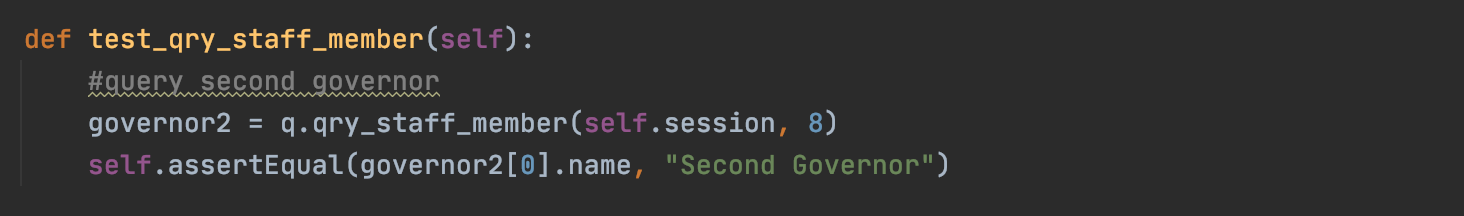 def test_qry_staff_member(self):
    #query second governor
    governor2 = q.qry_staff_member(self.session, 8)
    self.assertEqual(governor2[0].name, "Second Governor")